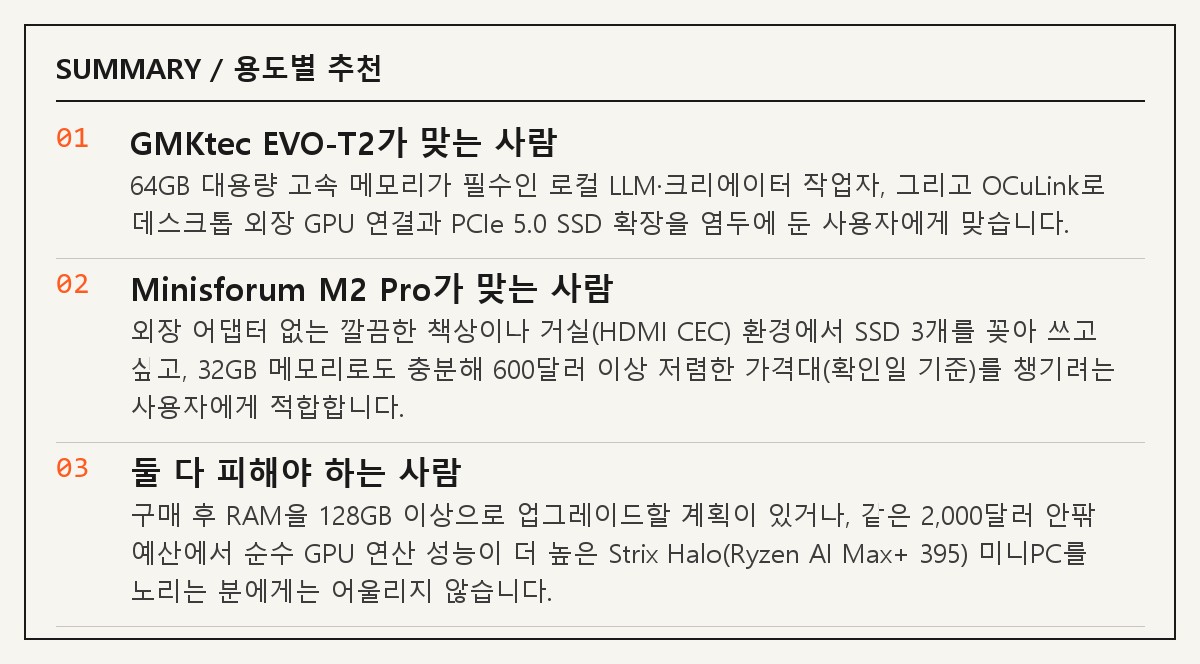 SUMMARY / 용도별 추천
01
GMKtec EVO-T2가 맞는 사람
64GB 대용량 고속 메모리가 필수인 로컬 LLM·크리에이터 작업자, 그리고 OCuLink로
데스크톱 외장 GPU 연결과 PCIe 5.0 SSD 확장을 염두에 둔 사용자에게 맞습니다.
02
Minisforum M2 Pro가 맞는 사람
외장 어댑터 없는 깔끔한 책상이나 거실(HDMI CEC) 환경에서 SSD 3개를 꽂아 쓰고
싶고, 32GB 메모리로도 충분해 600달러 이상 저렴한 가격대(확인일 기준)를 챙기려는
사용자에게 적합합니다.
03
둘 다 피해야 하는 사람
구매 후 RAM을 128GB 이상으로 업그레이드할 계획이 있거나, 같은 2,000달러 안팎
예산에서 순수 GPU 연산 성능이 더 높은 Strix Halo(Ryzen AI Max+ 395) 미니PC를
노리는 분에게는 어울리지 않습니다.